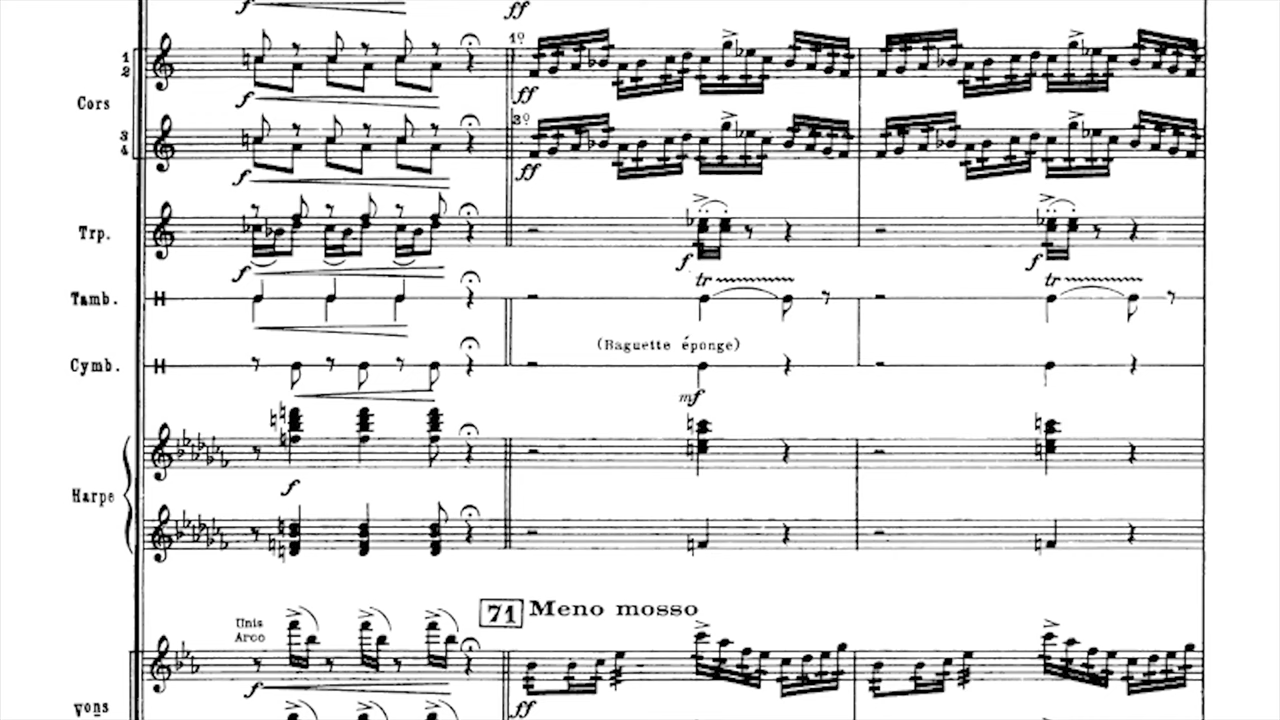 f ff
1º
1
2
Cors
f ff
3º
3
4
f ff
Trp.
f f f
tr tr
Tamb.
(Baguette éponge)
Cymb.
mf
Harpe
f
71 Meno mosso
Unis
Arco
f ff
Vons